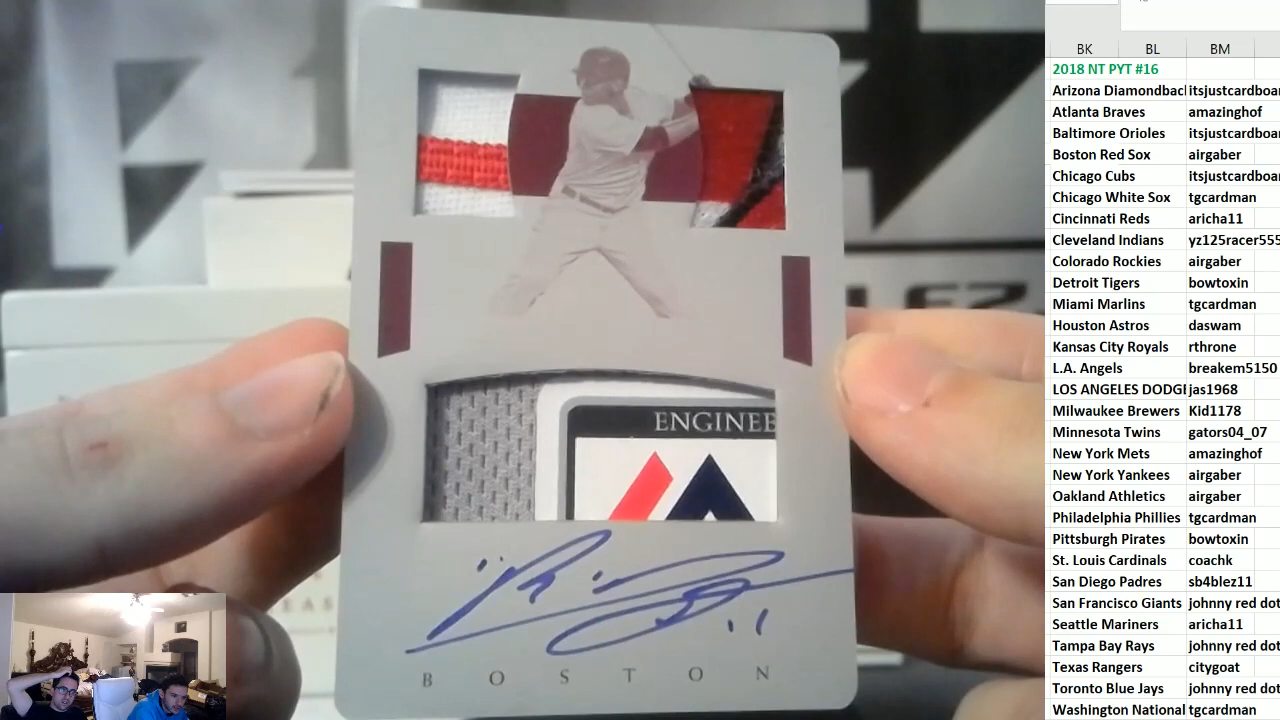 BK BL BM
2018 NT PYT #16
Arizona Diamondbac itsjustcardboar
Atlanta Braves amazinghof
Baltimore Orioles itsjustcardboar
Boston Red Sox airgaber
Chicago Cubs itsjustcardboar
Chicago White Sox tgcardman
Cincinnati Reds aricha11
Cleveland Indians yz125racer555
Colorado Rockies airgaber
Detroit Tigers bowtoxin
Miami Marlins tgcardman
Houston Astros daswam
Kansas City Royals rthrone
L.A. Angels breakem5150
LOS ANGELES DODGE jas1968
Milwaukee Brewers Kid1178
Minnesota Twins gators04_07
New York Mets amazinghof
New York Yankees airgaber
Oakland Athletics airgaber
Philadelphia Phillies tgcardman
Pittsburgh Pirates bowtoxin
St. Louis Cardinals coachk
San Diego Padres sb4blez11
San Francisco Giants johnny red dot
Seattle Mariners aricha11
Tampa Bay Rays johnny red dot
Texas Rangers citygoat
Toronto Blue Jays johnny red dot
Washington National tgcardman
ENGINEE
BOSTON